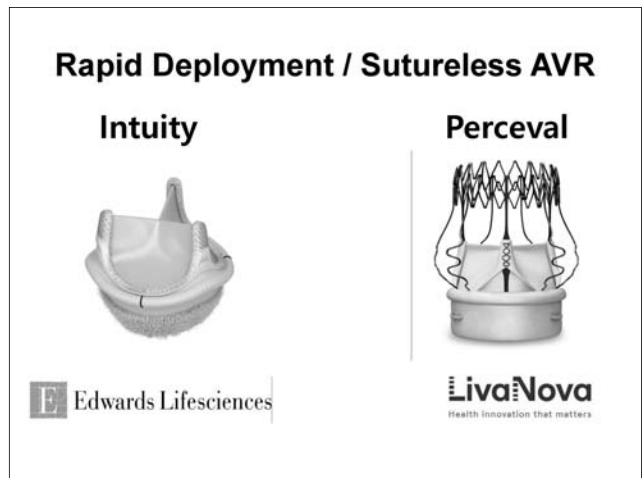 Rapid Deployment / Sutureless AVR
Intuity
Perceval
E Edwards Lifesciences
LivaNova
Health innovation that matters